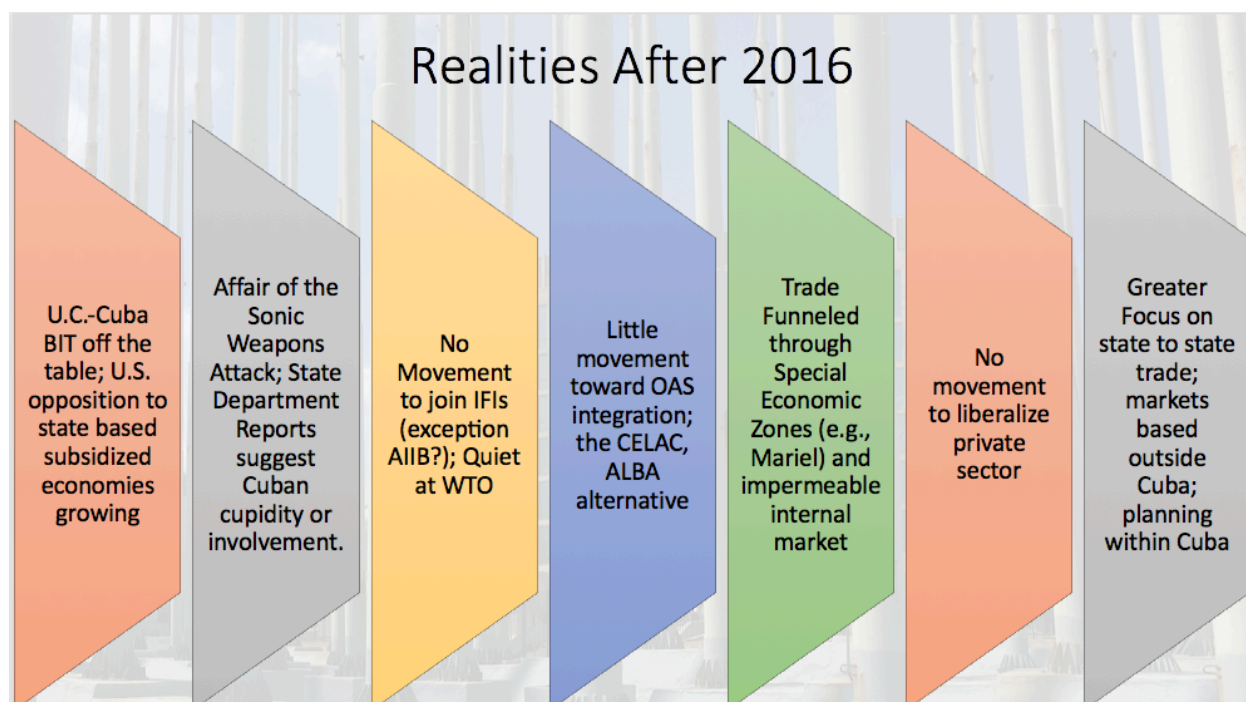 Realities After 2016
U.C.-Cuba
BIT off the
table; U.S.
opposition to
state based
subsidized
economies
growing
Affair of the
Sonic
Weapons
Attack; State
Department
Reports
suggest
Cuban
cupidity or
involvement.
No
Movement
to join IFIs
(exception
AIIB?); Quiet
at WTO
Little
movement
toward OAS
integration;
the CELAC,
ALBA
alternative
Trade
Funneled
through
Special
Economic
Zones (e.g.,
Mariel) and
impermeable
internal
market
No
movement
to liberalize
private
sector
Greater
Focus on
state to state
trade;
markets
based
outside
Cuba;
planning
within Cuba